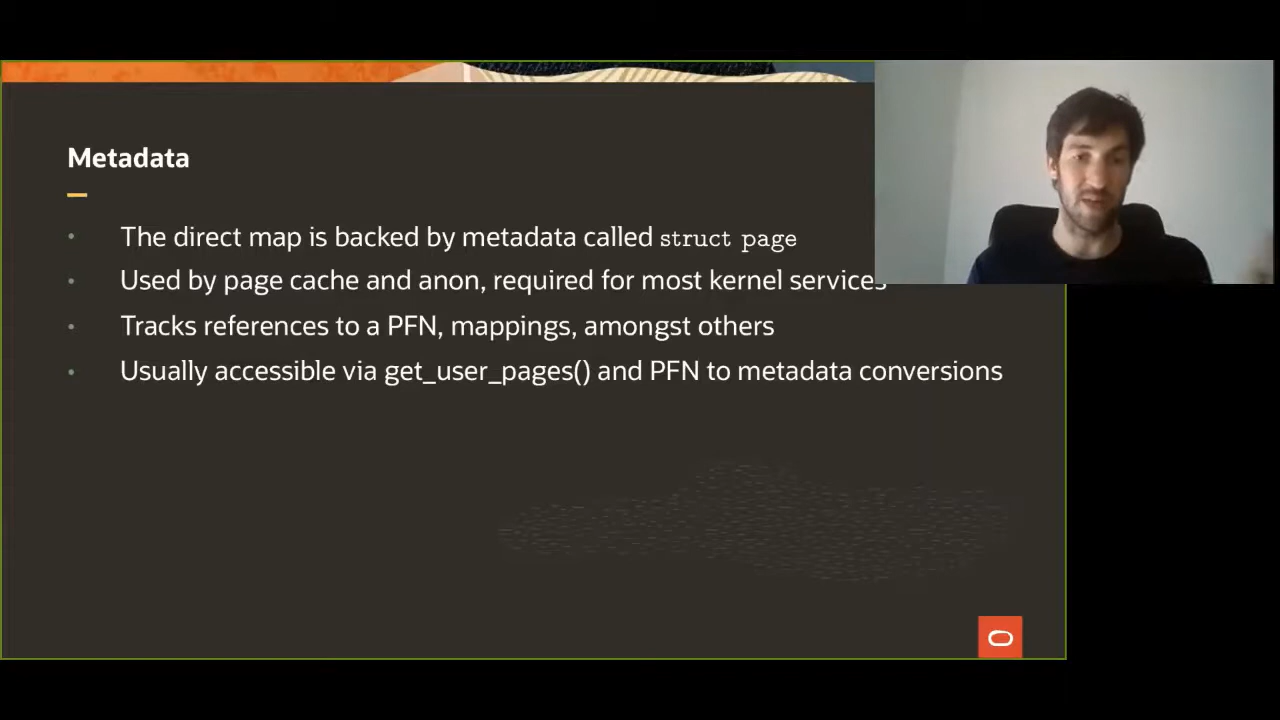 Metadata
The direct map is backed by metadata called struct page
Used by page cache and anon, required for most kernel services
Tracks references to a PFN, mappings, amongst others
Usually accessible via get_user_pages() and PFN to metadata conversions